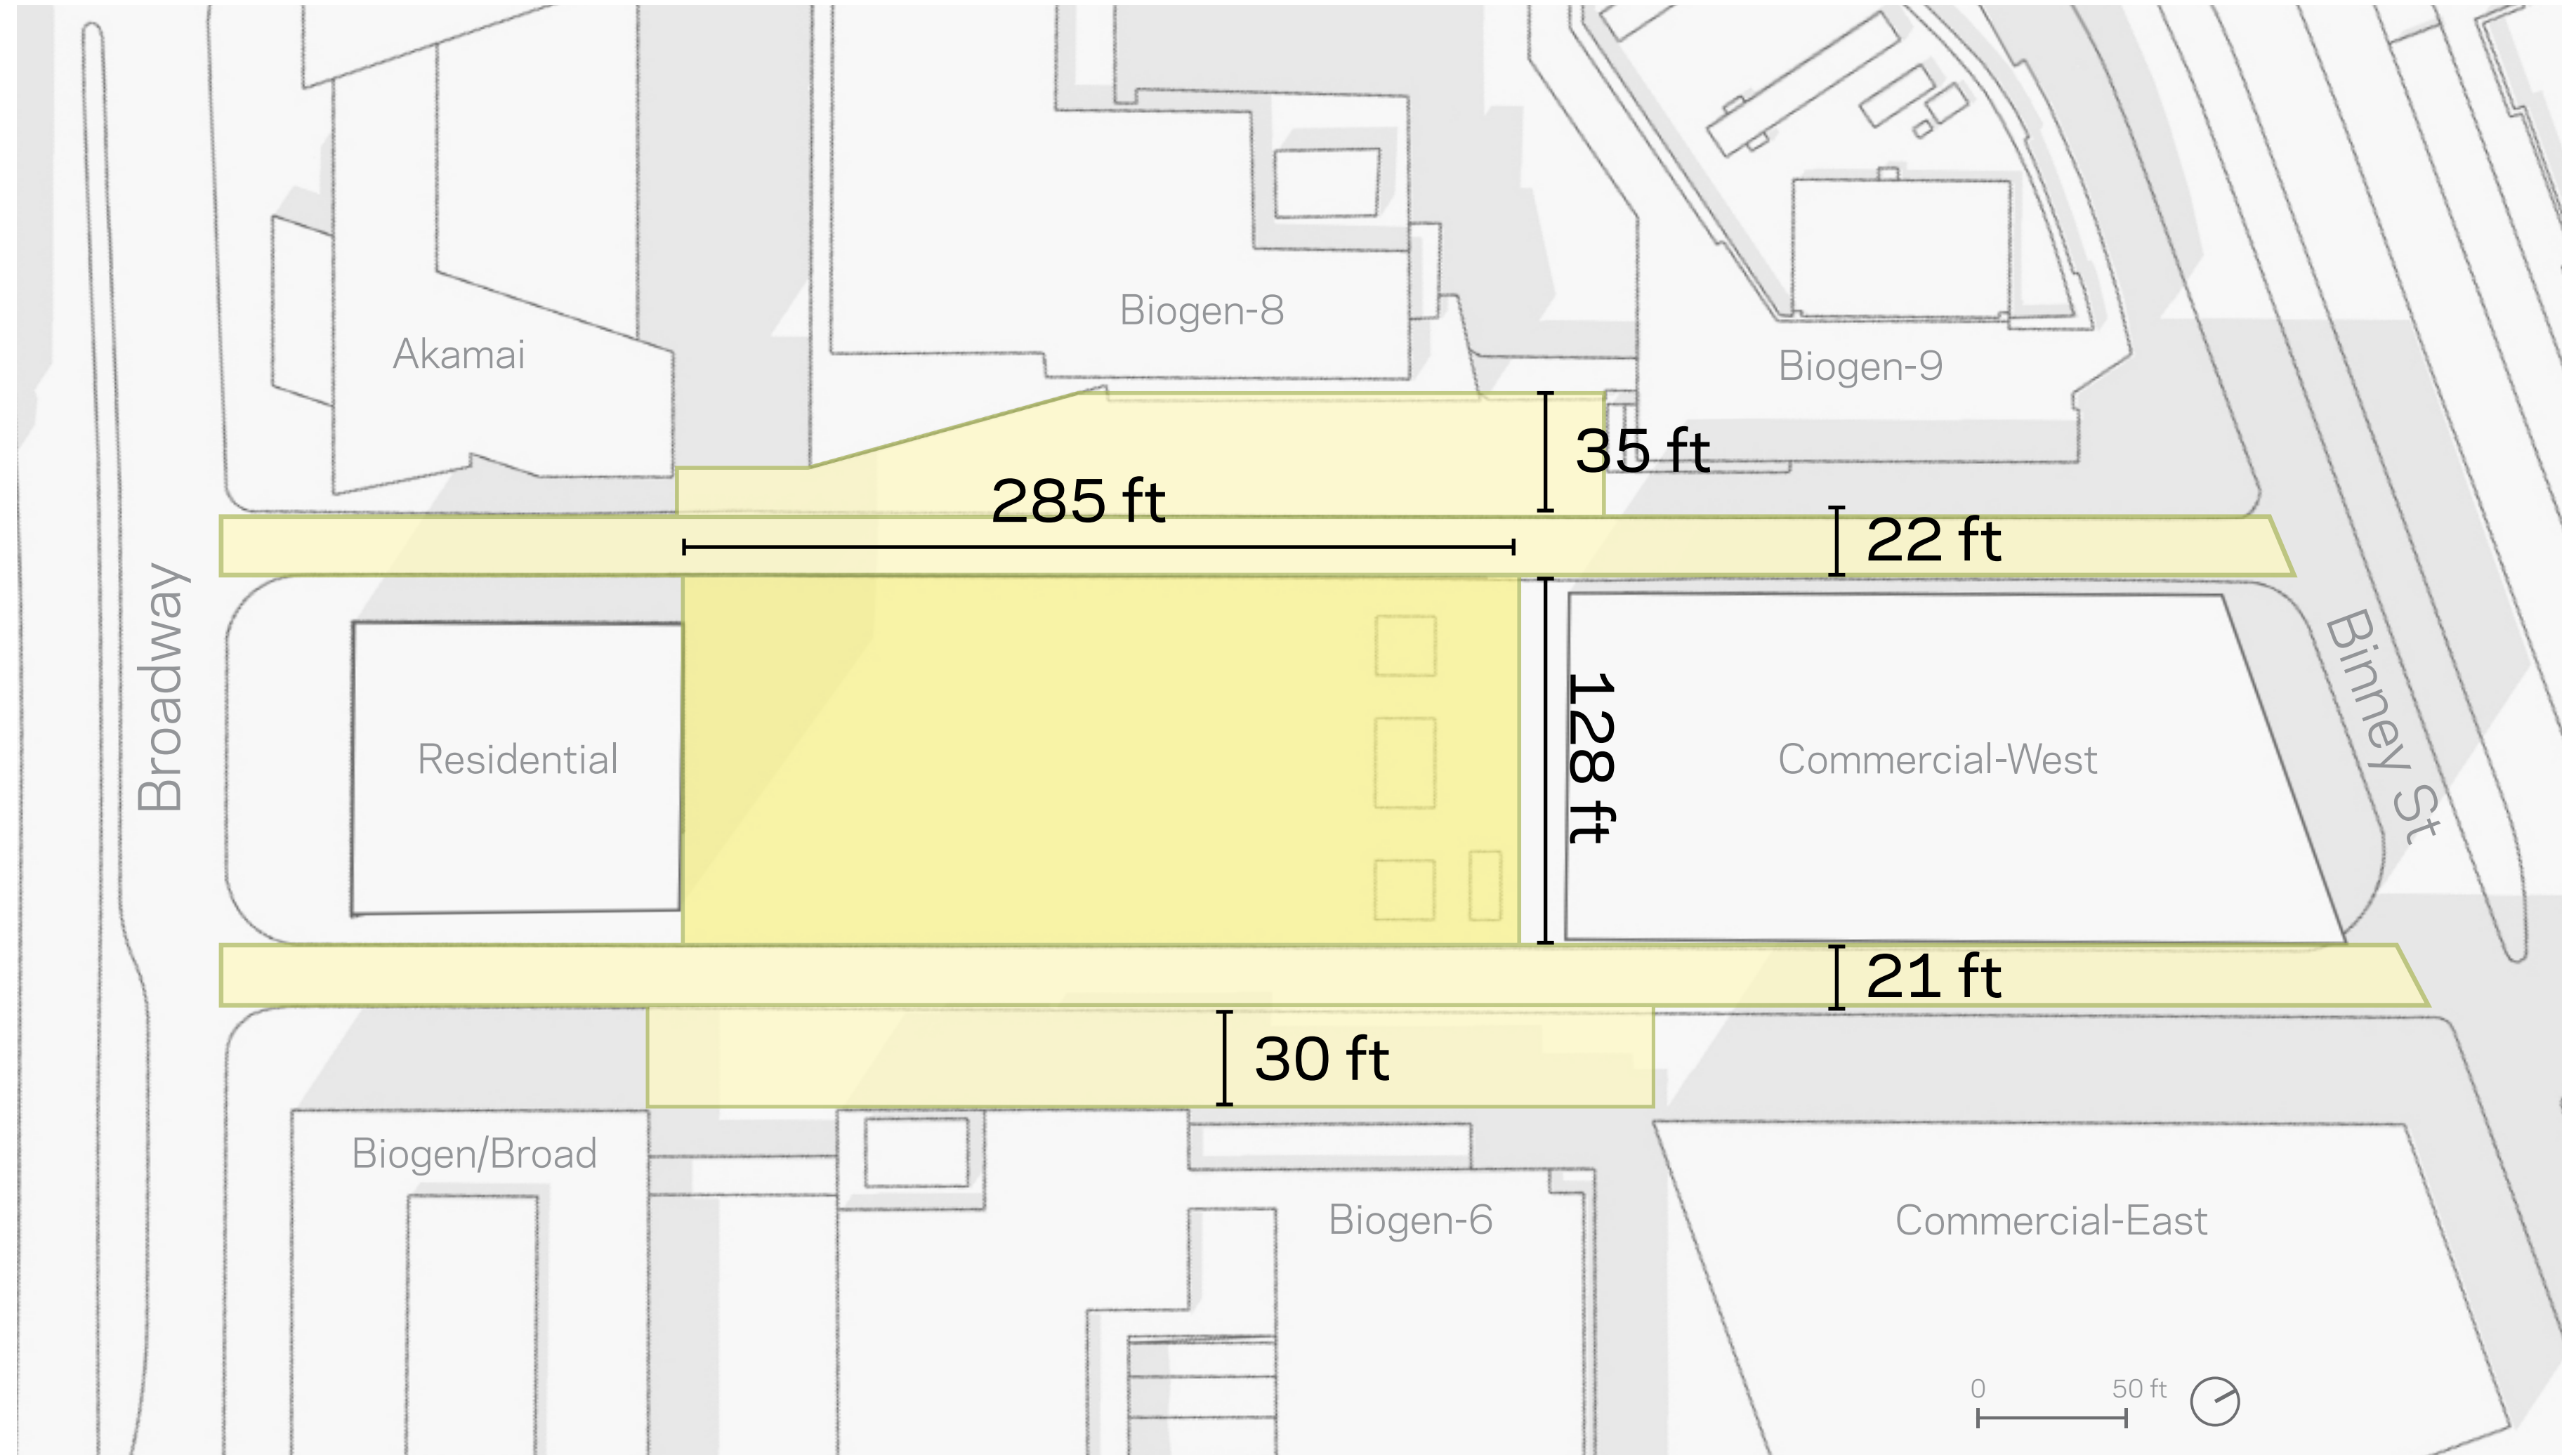 Biogen-8
Akamai
Biogen-9
35 ft
285 ft
22 ft
Broadway
Residential
128 ft
Commercial-West
Binney St
21 ft
30 ft
Biogen/Broad
Biogen-6
Commercial-East
0 50 ft